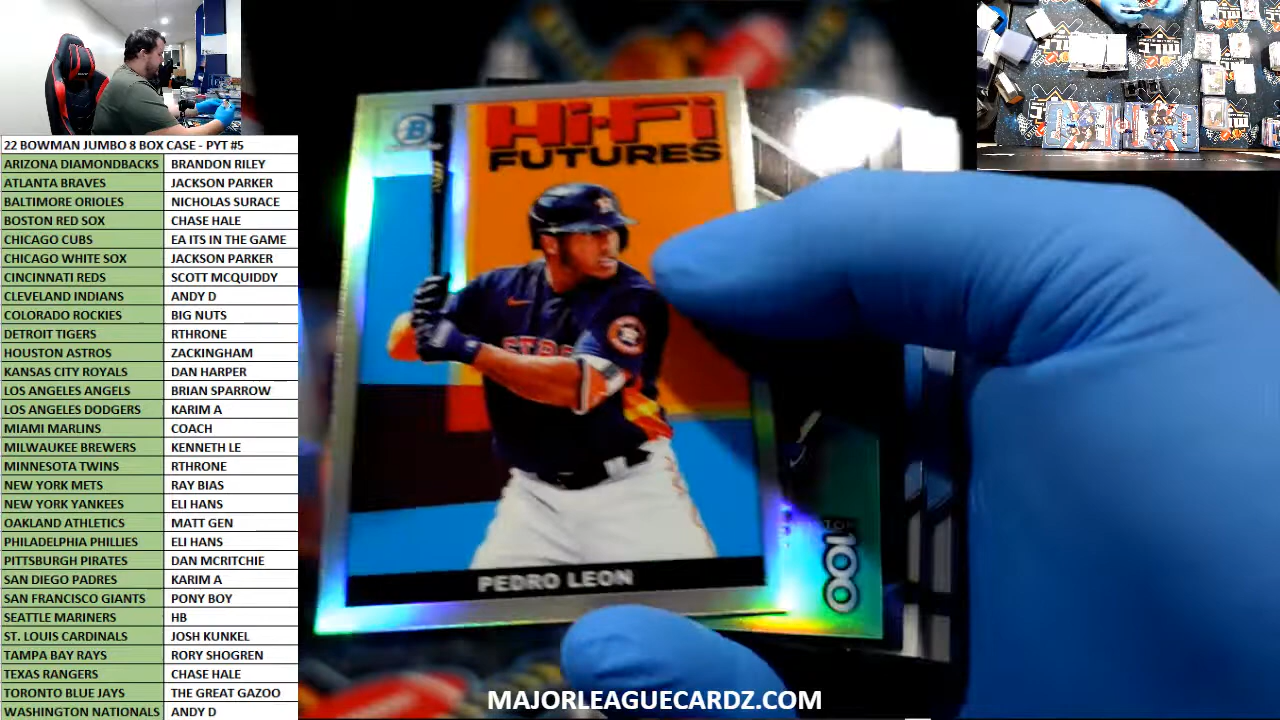 22 BOWMAN JUMBO 8 BOX CASE - PYT #5
ARIZONA DIAMONDBACKS BRANDON RILEY
ATLANTA BRAVES JACKSON PARKER
BALTIMORE ORIOLES NICHOLAS SURACE
BOSTON RED SOX CHASE HALE
CHICAGO CUBS EA ITS IN THE GAME
CHICAGO WHITE SOX JACKSON PARKER
CINCINNATI REDS SCOTT MCQUIDDY
CLEVELAND INDIANS ANDY D
COLORADO ROCKIES BIG NUTS
DETROIT TIGERS RTHRONE
HOUSTON ASTROS ZACKINGHAM
KANSAS CITY ROYALS DAN HARPER
LOS ANGELES ANGELS BRIAN SPARROW
LOS ANGELES DODGERS KARIM A
MIAMI MARLINS COACH
MILWAUKEE BREWERS KENNETH LE
MINNESOTA TWINS RTHRONE
NEW YORK METS RAY BIAS
NEW YORK YANKEES ELI HANS
OAKLAND ATHLETICS MATT GEN
PHILADELPHIA PHILLIES ELI HANS
PITTSBURGH PIRATES DAN MCRITCHIE
SAN DIEGO PADRES KARIM A
SAN FRANCISCO GIANTS PONY BOY
SEATTLE MARINERS HB
ST. LOUIS CARDINALS JOSH KUNKEL
TAMPA BAY RAYS RORY SHOGREN
TEXAS RANGERS CHASE HALE
TORONTO BLUE JAYS THE GREAT GAZOO
WASHINGTON NATIONALS ANDY D
B
Hi-Fi
FUTURES
PEDRO LEON
TOP
100
MAJORLEAGUECARDZ.COM